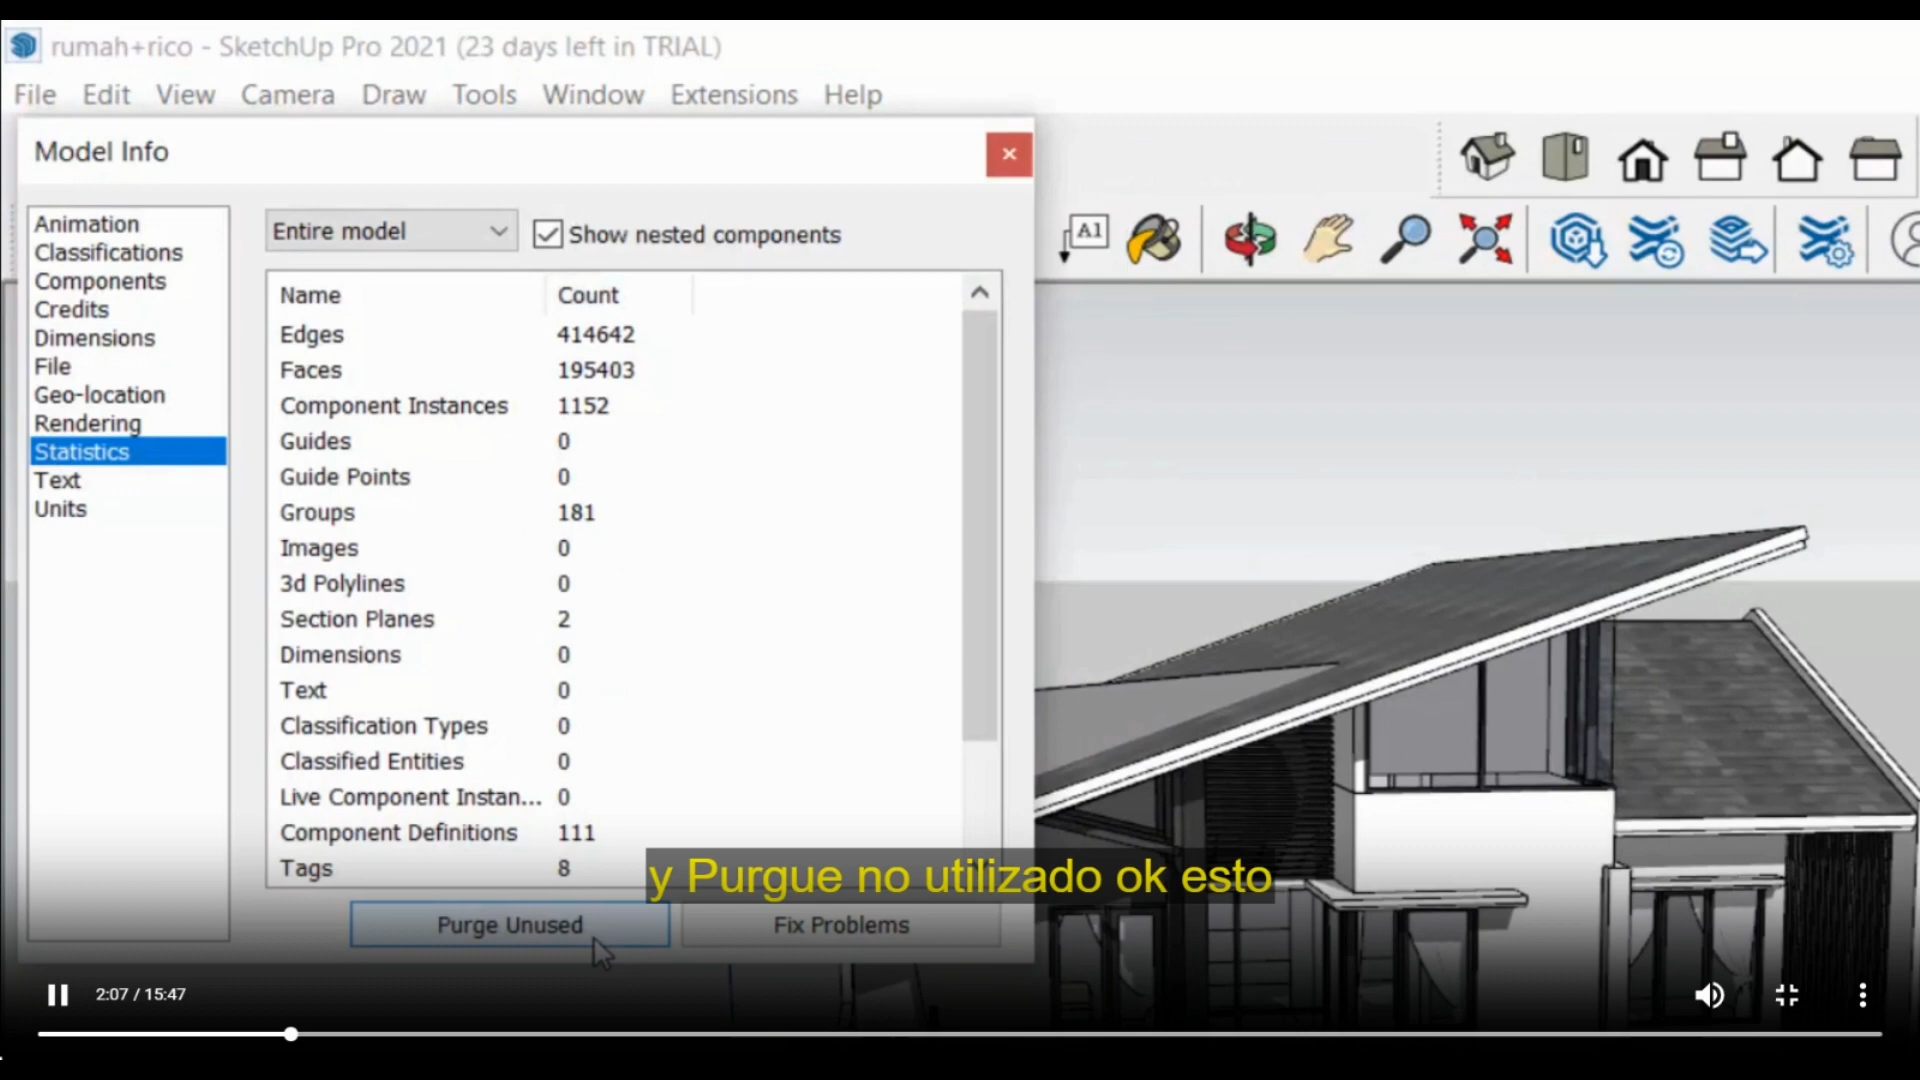 rumah+rico - SketchUp Pro 2021 (23 days left in TRIAL)
File Edit View Camera Draw Tools Window Extensions Help
Model Info
Animation
Classifications
Components
Credits
Dimensions
File
Geo-location
Rendering
Statistics
Text
Units
Entire model
Show nested components
Name Count
Edges 414642
Faces 195403
Component Instances 1152
Guides 0
Guide Points 0
Groups 181
Images 0
3d Polylines 0
Section Planes 2
Dimensions 0
Text 0
Classification Types 0
Classified Entities 0
Live Component Instan... 0
Component Definitions 111
Tags 8
Purge Unused
Fix Problems
A1
y Purgue no utilizado ok esto
2:07 / 15:47